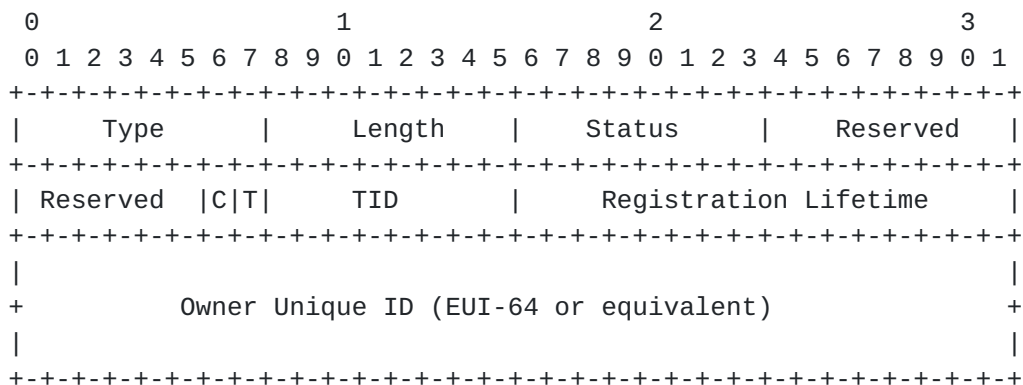 0                   1                   2                   3
 0 1 2 3 4 5 6 7 8 9 0 1 2 3 4 5 6 7 8 9 0 1 2 3 4 5 6 7 8 9 0 1
+-+-+-+-+-+-+-+-+-+-+-+-+-+-+-+-+-+-+-+-+-+-+-+-+-+-+-+-+-+-+-+-+
|     Type      |     Length    |    Status     |    Reserved   |
+-+-+-+-+-+-+-+-+-+-+-+-+-+-+-+-+-+-+-+-+-+-+-+-+-+-+-+-+-+-+-+-+
| Reserved  |C|T|     TID       |     Registration Lifetime     |
+-+-+-+-+-+-+-+-+-+-+-+-+-+-+-+-+-+-+-+-+-+-+-+-+-+-+-+-+-+-+-+-+
|                                                               |
+          Owner Unique ID (EUI-64 or equivalent)               +
|                                                               |
+-+-+-+-+-+-+-+-+-+-+-+-+-+-+-+-+-+-+-+-+-+-+-+-+-+-+-+-+-+-+-+-+